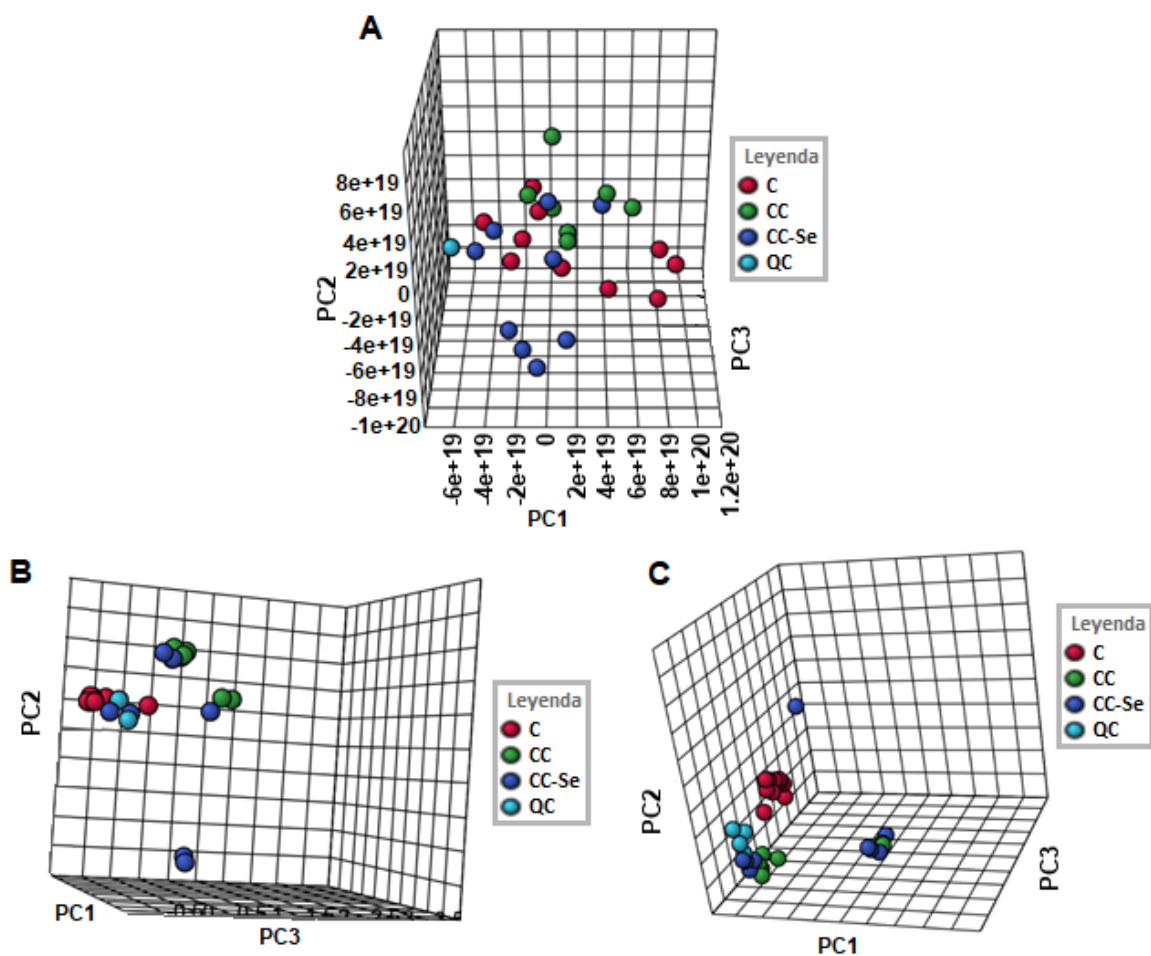 A
PC2
8e+19
6e+19
4e+19
2e+19
0
-2e+19
-4e+19
-6e+19
-8e+19
-1e+20
-6e+19
-4e+19
-2e+19
0
2e+19
4e+19
6e+19
8e+19
1e+20
1.2e+20
PC1
PC3
Leyenda
C
CC
CC-Se
QC
B
PC2
PC1
PC3
Leyenda
C
CC
CC-Se
QC
C
PC2
PC1
PC3
Leyenda
C
CC
CC-Se
QC